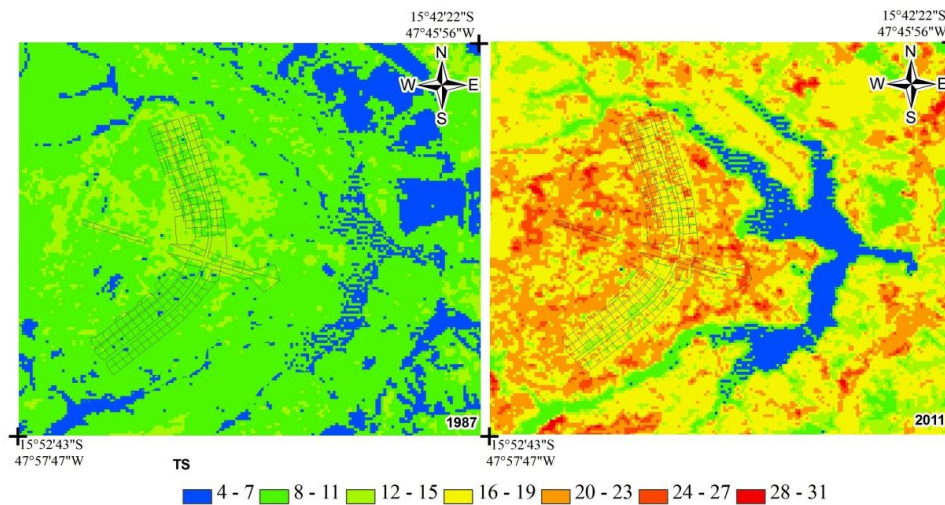 15°42'22"S
47°45'56"W
15°42'22"S
47°45'56"W
N
W E
S
N
W E
S
1987
2011
15°52'43"S
47°57'47"W
15°52'43"S
47°57'47"W
TS
4 - 7 8 - 11 12 - 15 16 - 19 20 - 23 24 - 27 28 - 31